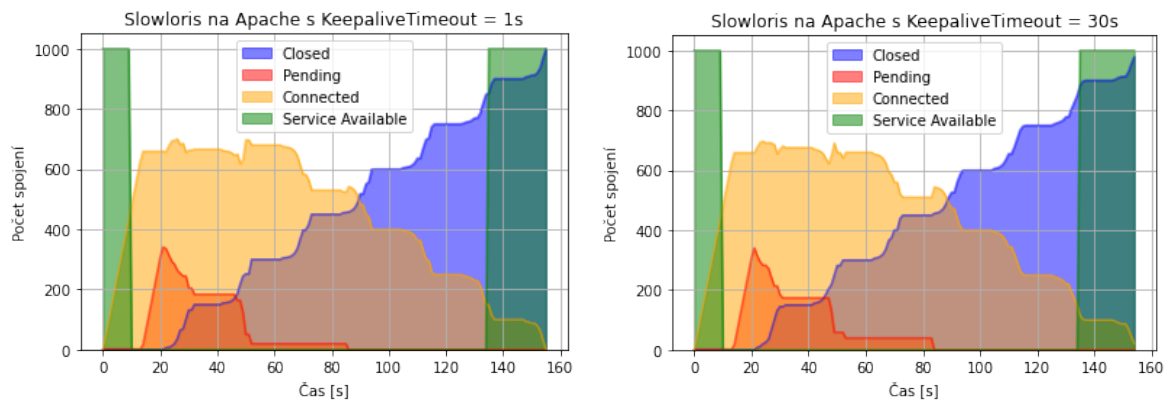 Slowloris na Apache s KeepaliveTimeout = 1s
1000
800
600
400
200
0
Počet spojení
Closed
Pending
Connected
Service Available
0 20 40 60 80 100 120 140 160
Čas [s]
Slowloris na Apache s KeepaliveTimeout = 30s
1000
800
600
400
200
0
Počet spojení
Closed
Pending
Connected
Service Available
0 20 40 60 80 100 120 140 160
Čas [s]